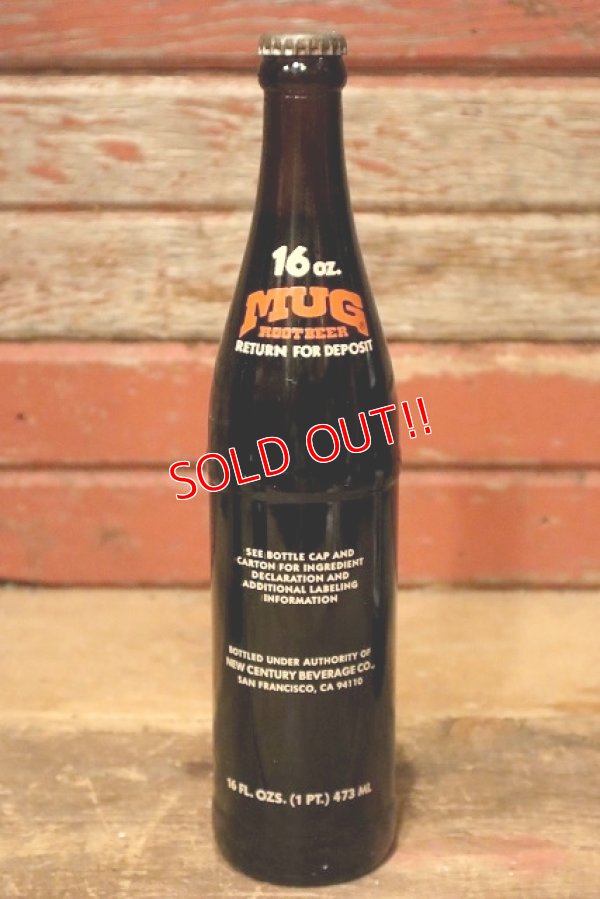 16 OZ.
MUG
ROOT BEER
RETURN FOR DEPOSIT
SOLD OUT!!
SEE BOTTLE CAP AND
CARTON FOR INGREDIENT
DECLARATION AND
ADDITIONAL LABELING
INFORMATION
BOTTLED UNDER AUTHORITY OF
NEW CENTURY BEVERAGE CO.,
SAN FRANCISCO, CA 94110
16 FL. OZS. (1 PT.) 473 ML